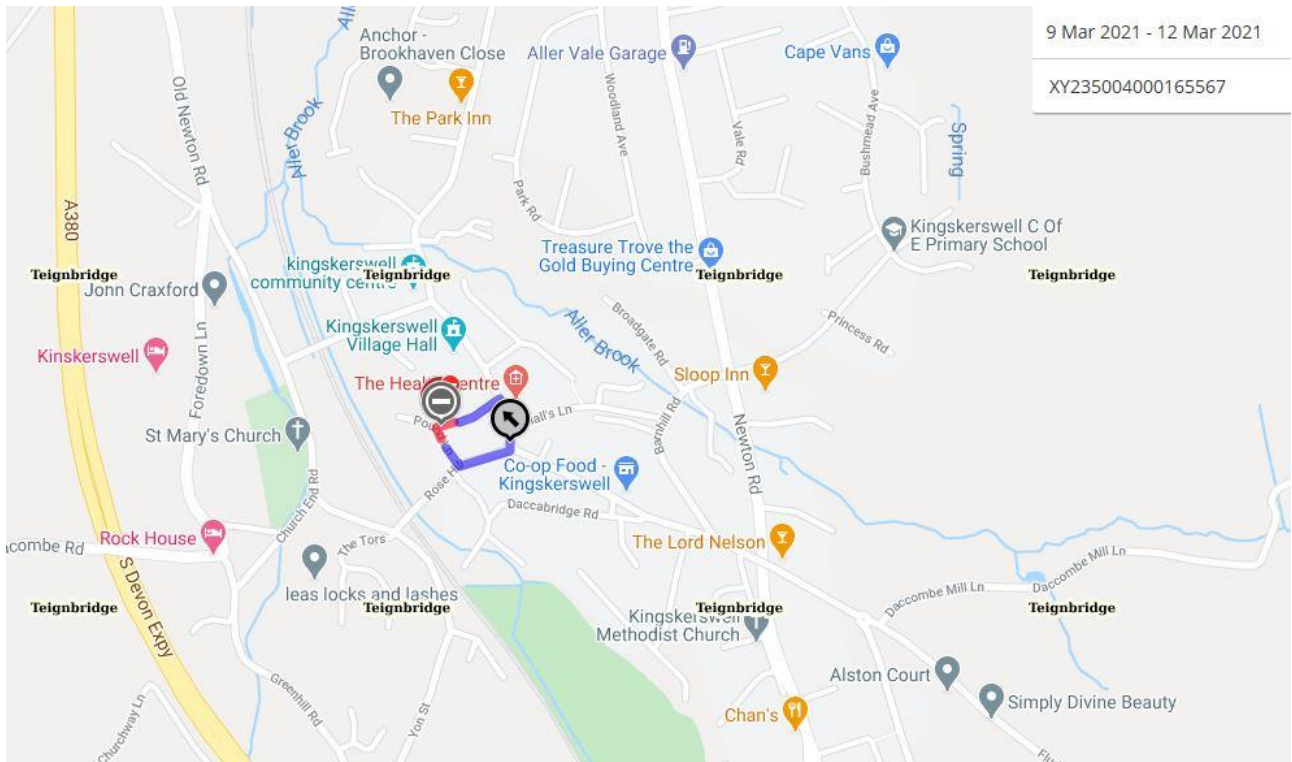 9 Mar 2021 - 12 Mar 2021
XY235004000165567
Anchor -
Brookhaven Close
The Park Inn
Aller Vale Garage
Cape Vans
Old Newton Rd
Aller Brook
Woodland Ave
Vale Rd
Bushmead Ave
Spring
A380
Park Rd
Kingskerswell C Of
E Primary School
Treasure Trove the
Gold Buying Centre
kingskerswell
community centre
Teignbridge
Teignbridge
Teignbridge
Teignbridge
Jonn Craxford
Kingskerswell
Village Hall
Aller Brook
Broadgate Rd
Princess Rd
Kinskerswell
Foredown Ln
The Health Centre
Sloop Inn
St Mary's Church
Pound Ln
all's Ln
Barnhill Rd
Newton Rd
Rose Hill
Co-op Food -
Kingskerswell
Church End Rd
Daccabridge Rd
Rock House
accombe Rd
The Tors
The Lord Nelson
S Devon Expy
leas locks and lashes
Daccombe Mill Ln
Daccombe Mill Ln
Teignbridge
Teignbridge
Teignbridge
Teignbridge
Kingskerswell
Methodist Church
Alston Court
Greenhill Rd
Yon St
Churchway Ln
Chan's
Simply Divine Beauty